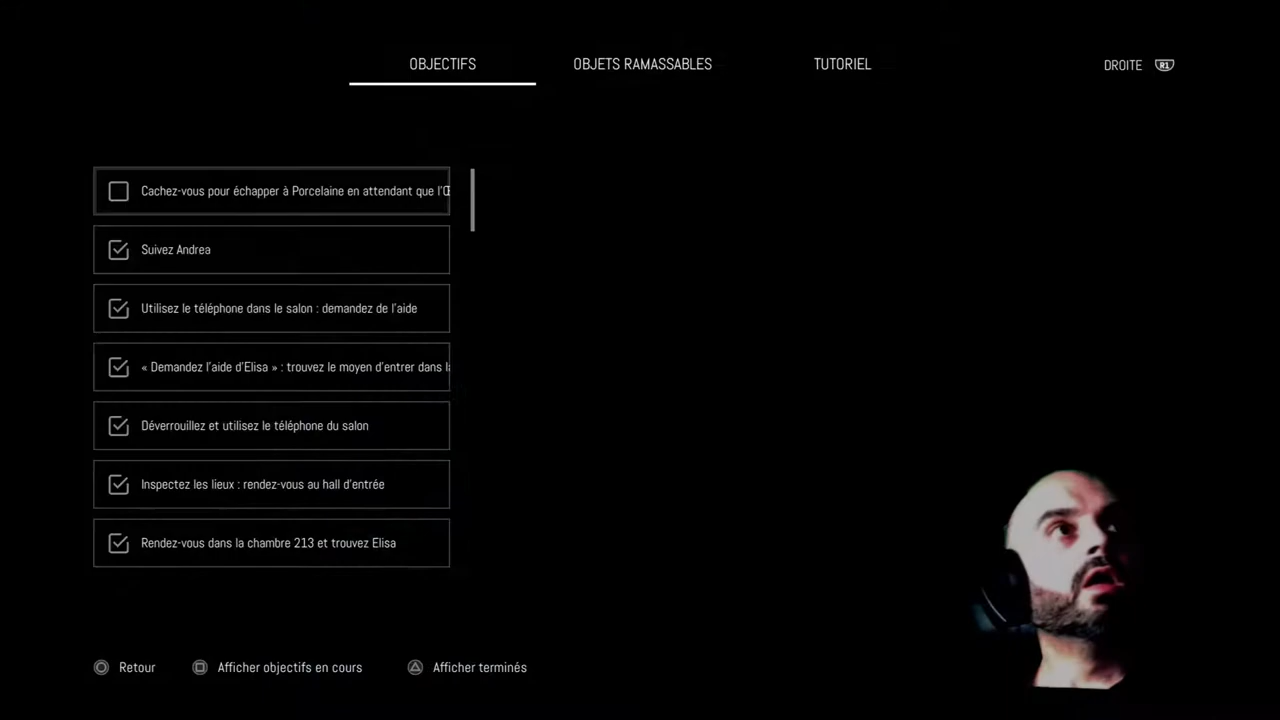 OBJECTIFS
OBJETS RAMASSABLES
TUTORIEL
DROITE R1
Cachez-vous pour échapper à Porcelaine en attendant que l'Œ
Suivez Andrea
Utilisez le téléphone dans le salon : demandez de l'aide
« Demandez l'aide d'Elisa » : trouvez le moyen d'entrer dans la
Déverrouillez et utilisez le téléphone du salon
Inspectez les lieux : rendez-vous au hall d'entrée
Rendez-vous dans la chambre 213 et trouvez Elisa
Retour
Afficher objectifs en cours
Afficher terminés